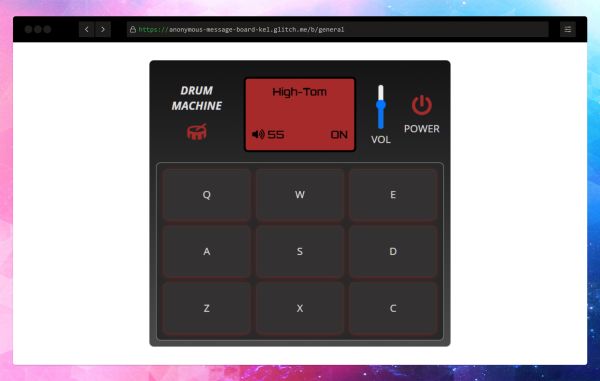 https://anonymous-message-board-kel.glitch.me/b/general
DRUM
MACHINE
High-Tom
55
ON
VOL
POWER
Q
W
E
A
S
D
Z
X
C